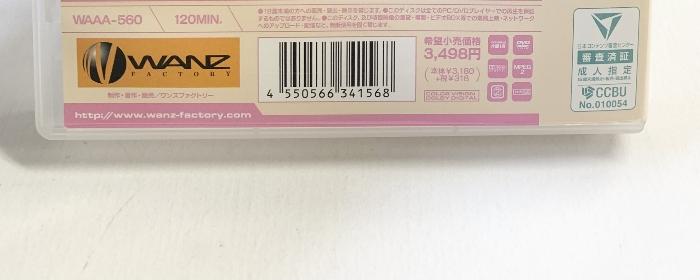 WAAA-560
120MIN.
WANZ
FACTORY
制作・著作・販売／ワンズファクトリー
http://www.wanz-factory.com
4 550566 341568
希望小売価格
3,498円
(本体¥3,180
+税¥318)
COLOR VISION
DOLBY DIGITAL
MPEG
2
日本コンテンツ審査センター
審査済証
成人指定
CCBU
No.010054